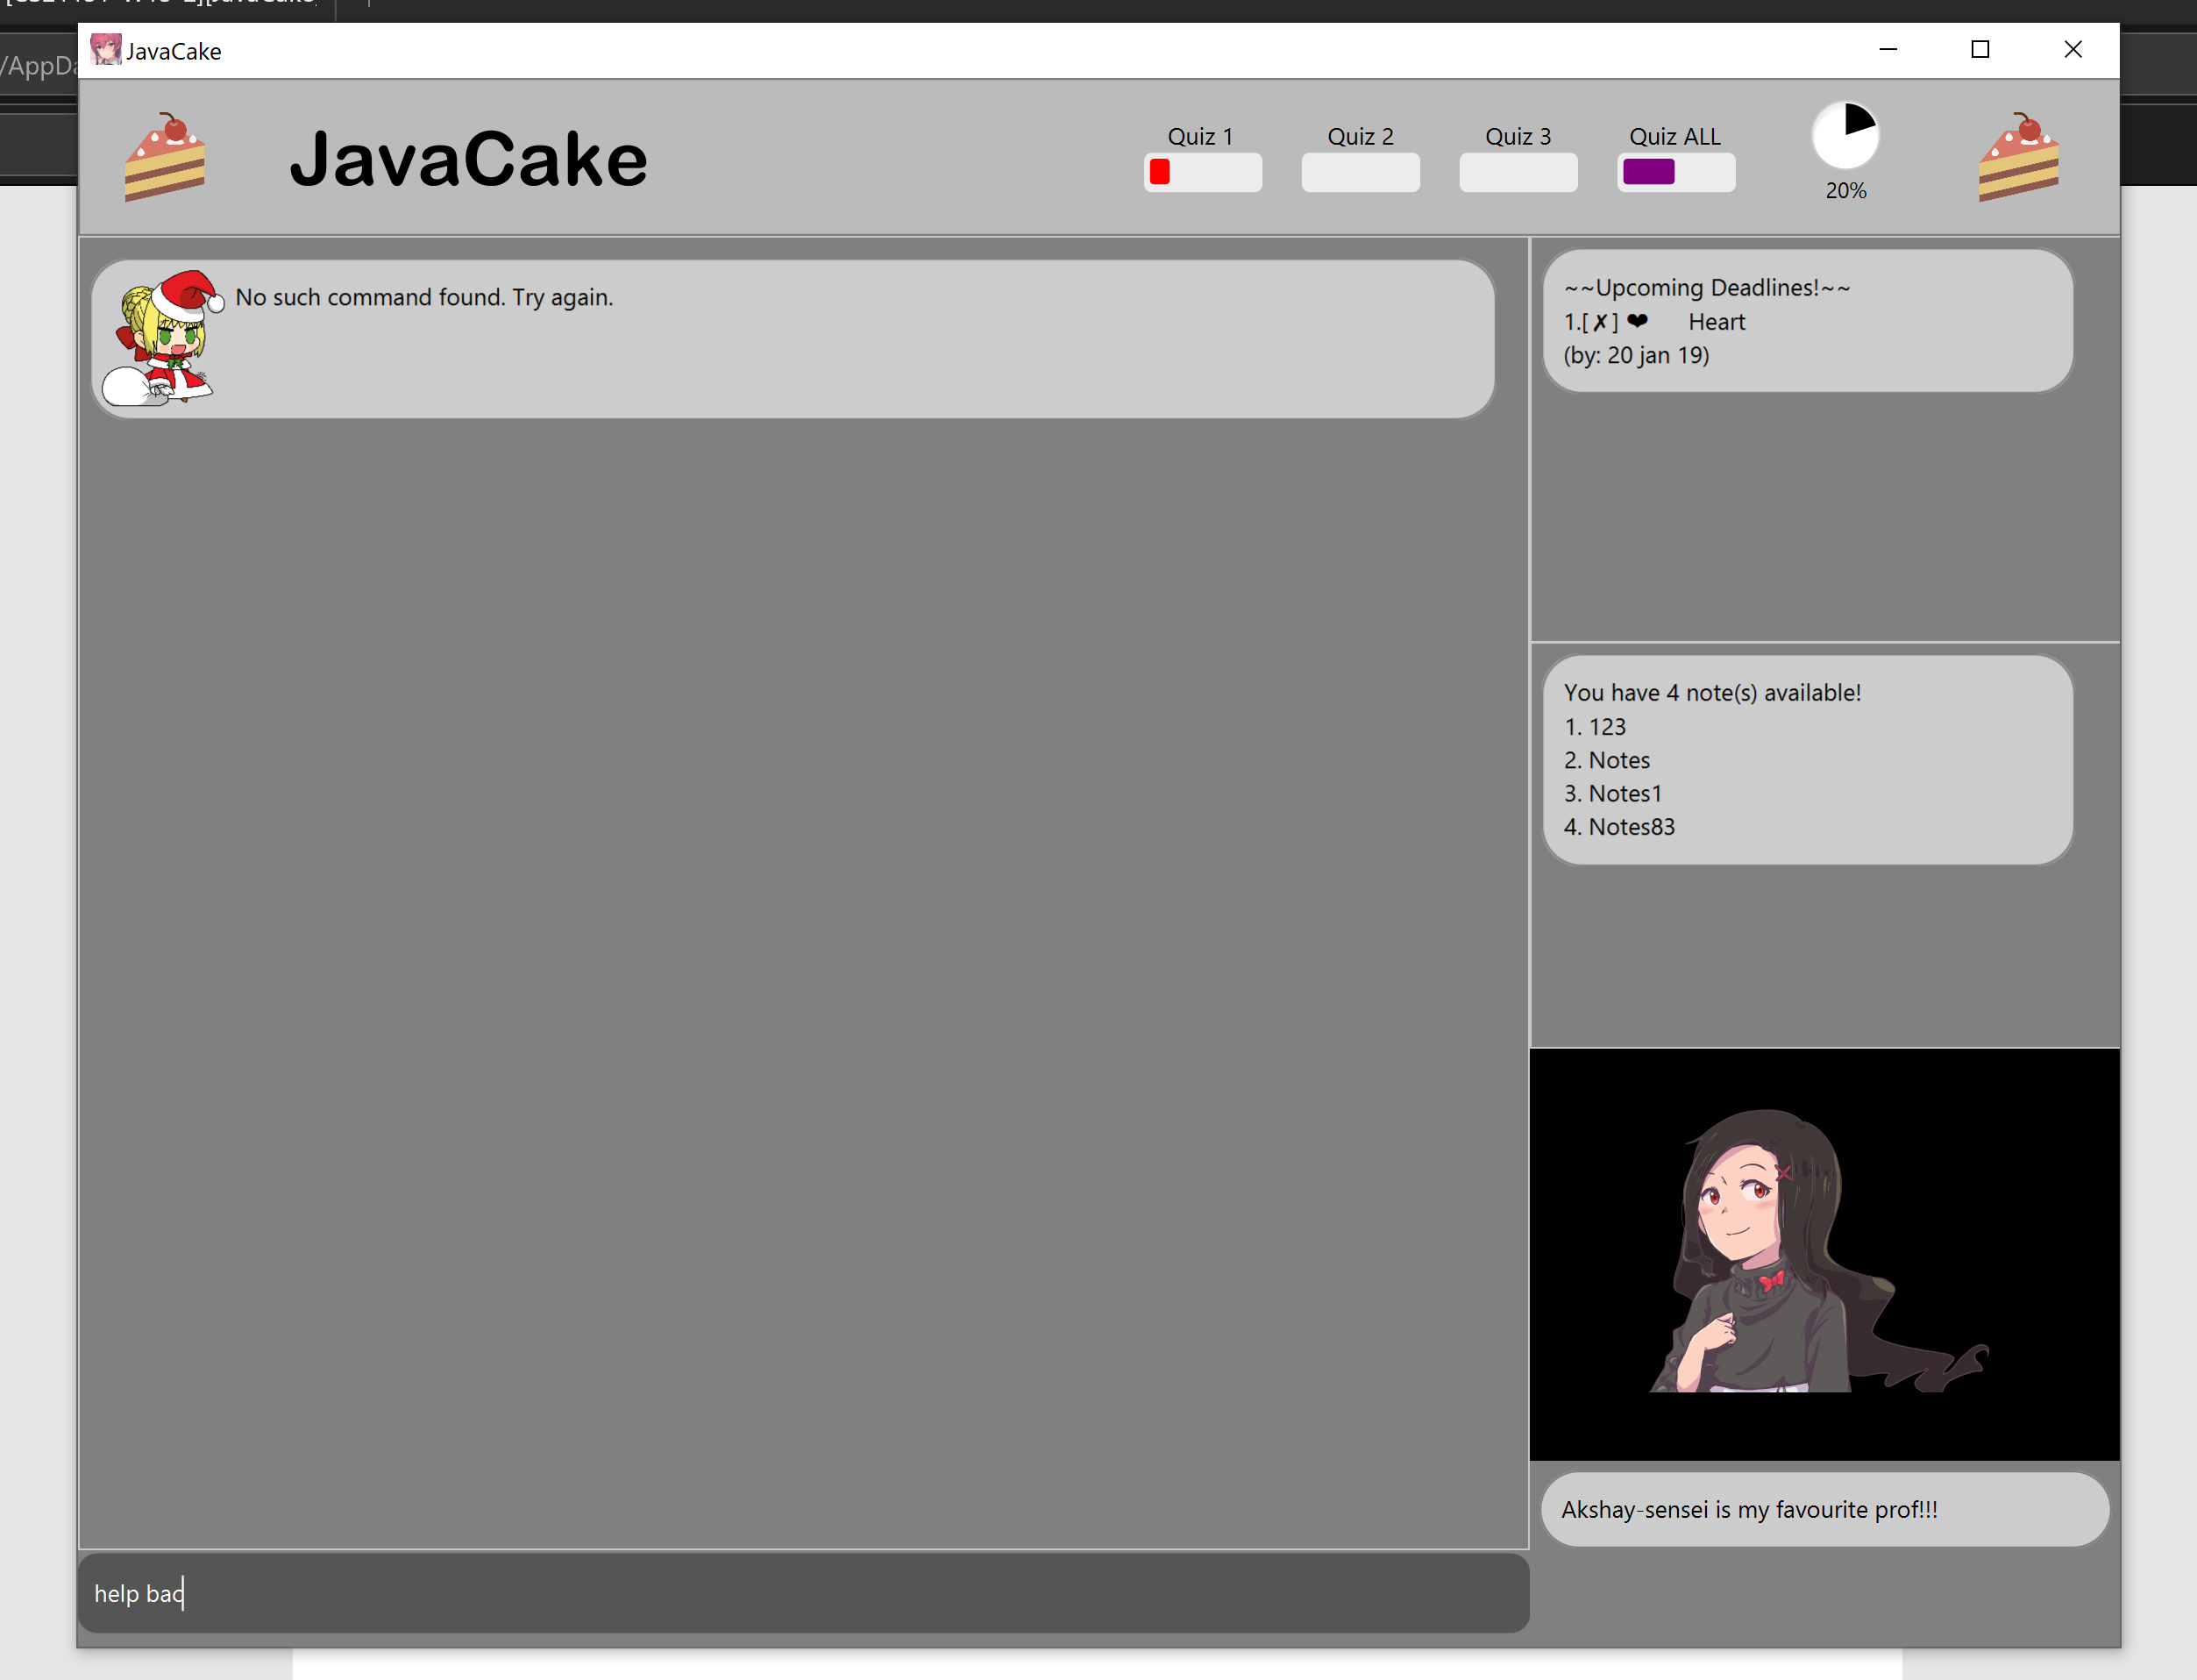 /AppDa
JavaCake
JavaCake
Quiz 1
Quiz 2
Quiz 3
Quiz ALL
20%
No such command found. Try again.
~~Upcoming Deadlines!~~
1.[✗] ❤ Heart
(by: 20 jan 19)
You have 4 note(s) available!
1. 123
2. Notes
3. Notes1
4. Notes83
Akshay-sensei is my favourite prof!!!
help bac